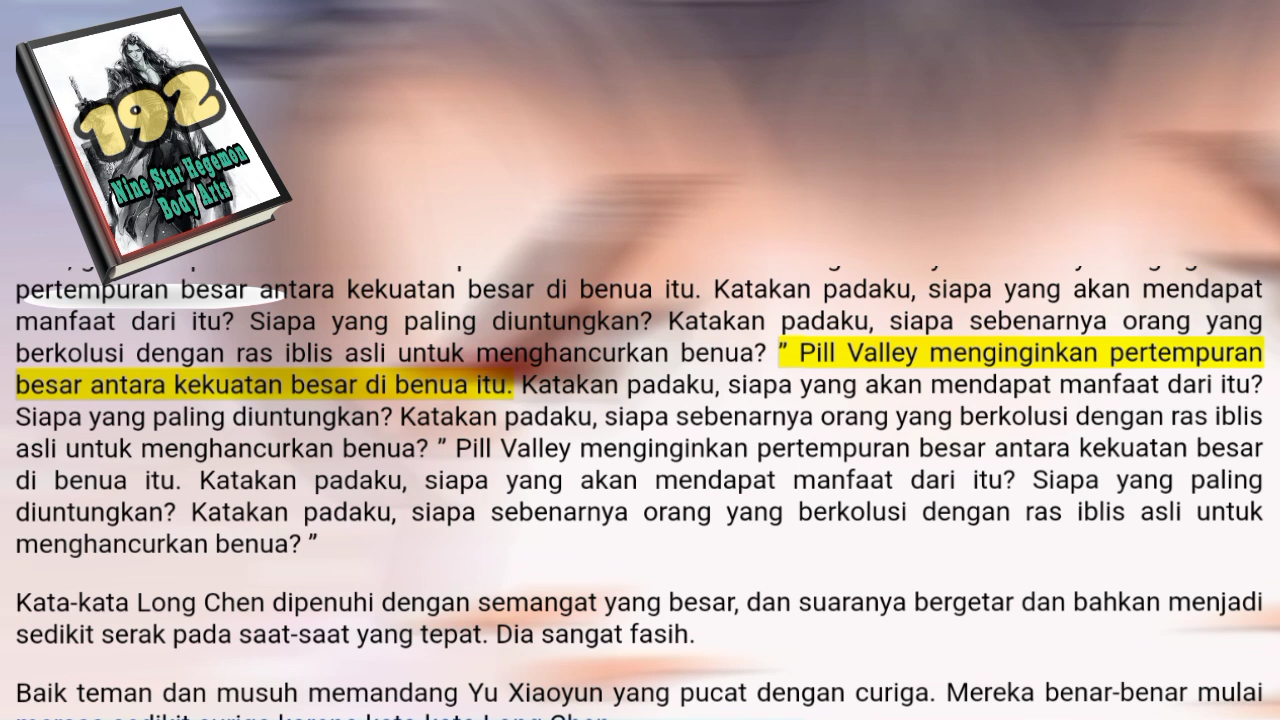 192
Nine Star Hegemon
Body Arts
pertempuran besar antara kekuatan besar di benua itu. Katakan padaku, siapa yang akan mendapat
manfaat dari itu? Siapa yang paling diuntungkan? Katakan padaku, siapa sebenarnya orang yang
berkolusi dengan ras iblis asli untuk menghancurkan benua? ” Pill Valley menginginkan pertempuran
besar antara kekuatan besar di benua itu. Katakan padaku, siapa yang akan mendapat manfaat dari itu?
Siapa yang paling diuntungkan? Katakan padaku, siapa sebenarnya orang yang berkolusi dengan ras iblis
asli untuk menghancurkan benua? ” Pill Valley menginginkan pertempuran besar antara kekuatan besar
di benua itu. Katakan padaku, siapa yang akan mendapat manfaat dari itu? Siapa yang paling
diuntungkan? Katakan padaku, siapa sebenarnya orang yang berkolusi dengan ras iblis asli untuk
menghancurkan benua? ”
Kata-kata Long Chen dipenuhi dengan semangat yang besar, dan suaranya bergetar dan bahkan menjadi
sedikit serak pada saat-saat yang tepat. Dia sangat fasih.
Baik teman dan musuh memandang Yu Xiaoyun yang pucat dengan curiga. Mereka benar-benar mulai
merasa sedikit curiga karena kata-kata Long Chen.